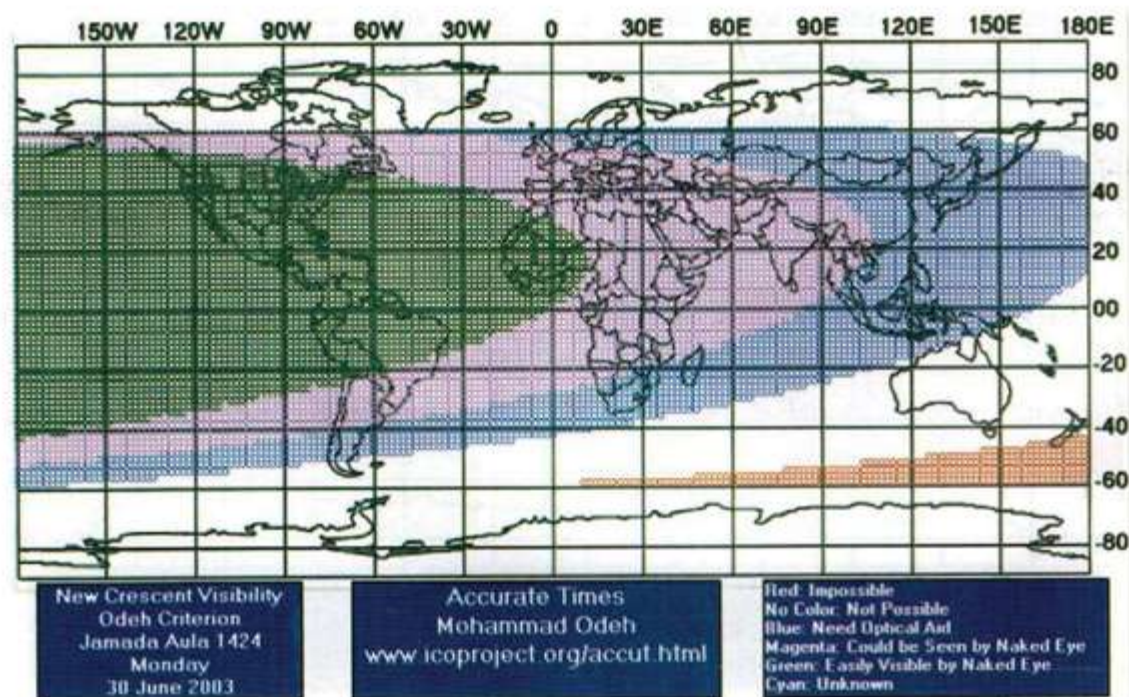 150W 120W 90W 60W 30W 0 30E 60E 90E 120E 150E 180E
80
60
40
20
00
-20
-40
-60
-80
New Crescent Visibility
Odeh Criterion
Jamada Aula 1424
Monday
30 June 2003
Accurate Times
Mohammad Odeh
www.icoproject.org/accut.html
Red: Impossible
No Color: Not Possible
Blue: Need Optical Aid
Magenta: Could be Seen by Naked Eye
Green: Easily Visible by Naked Eye
Cyan: Unknown